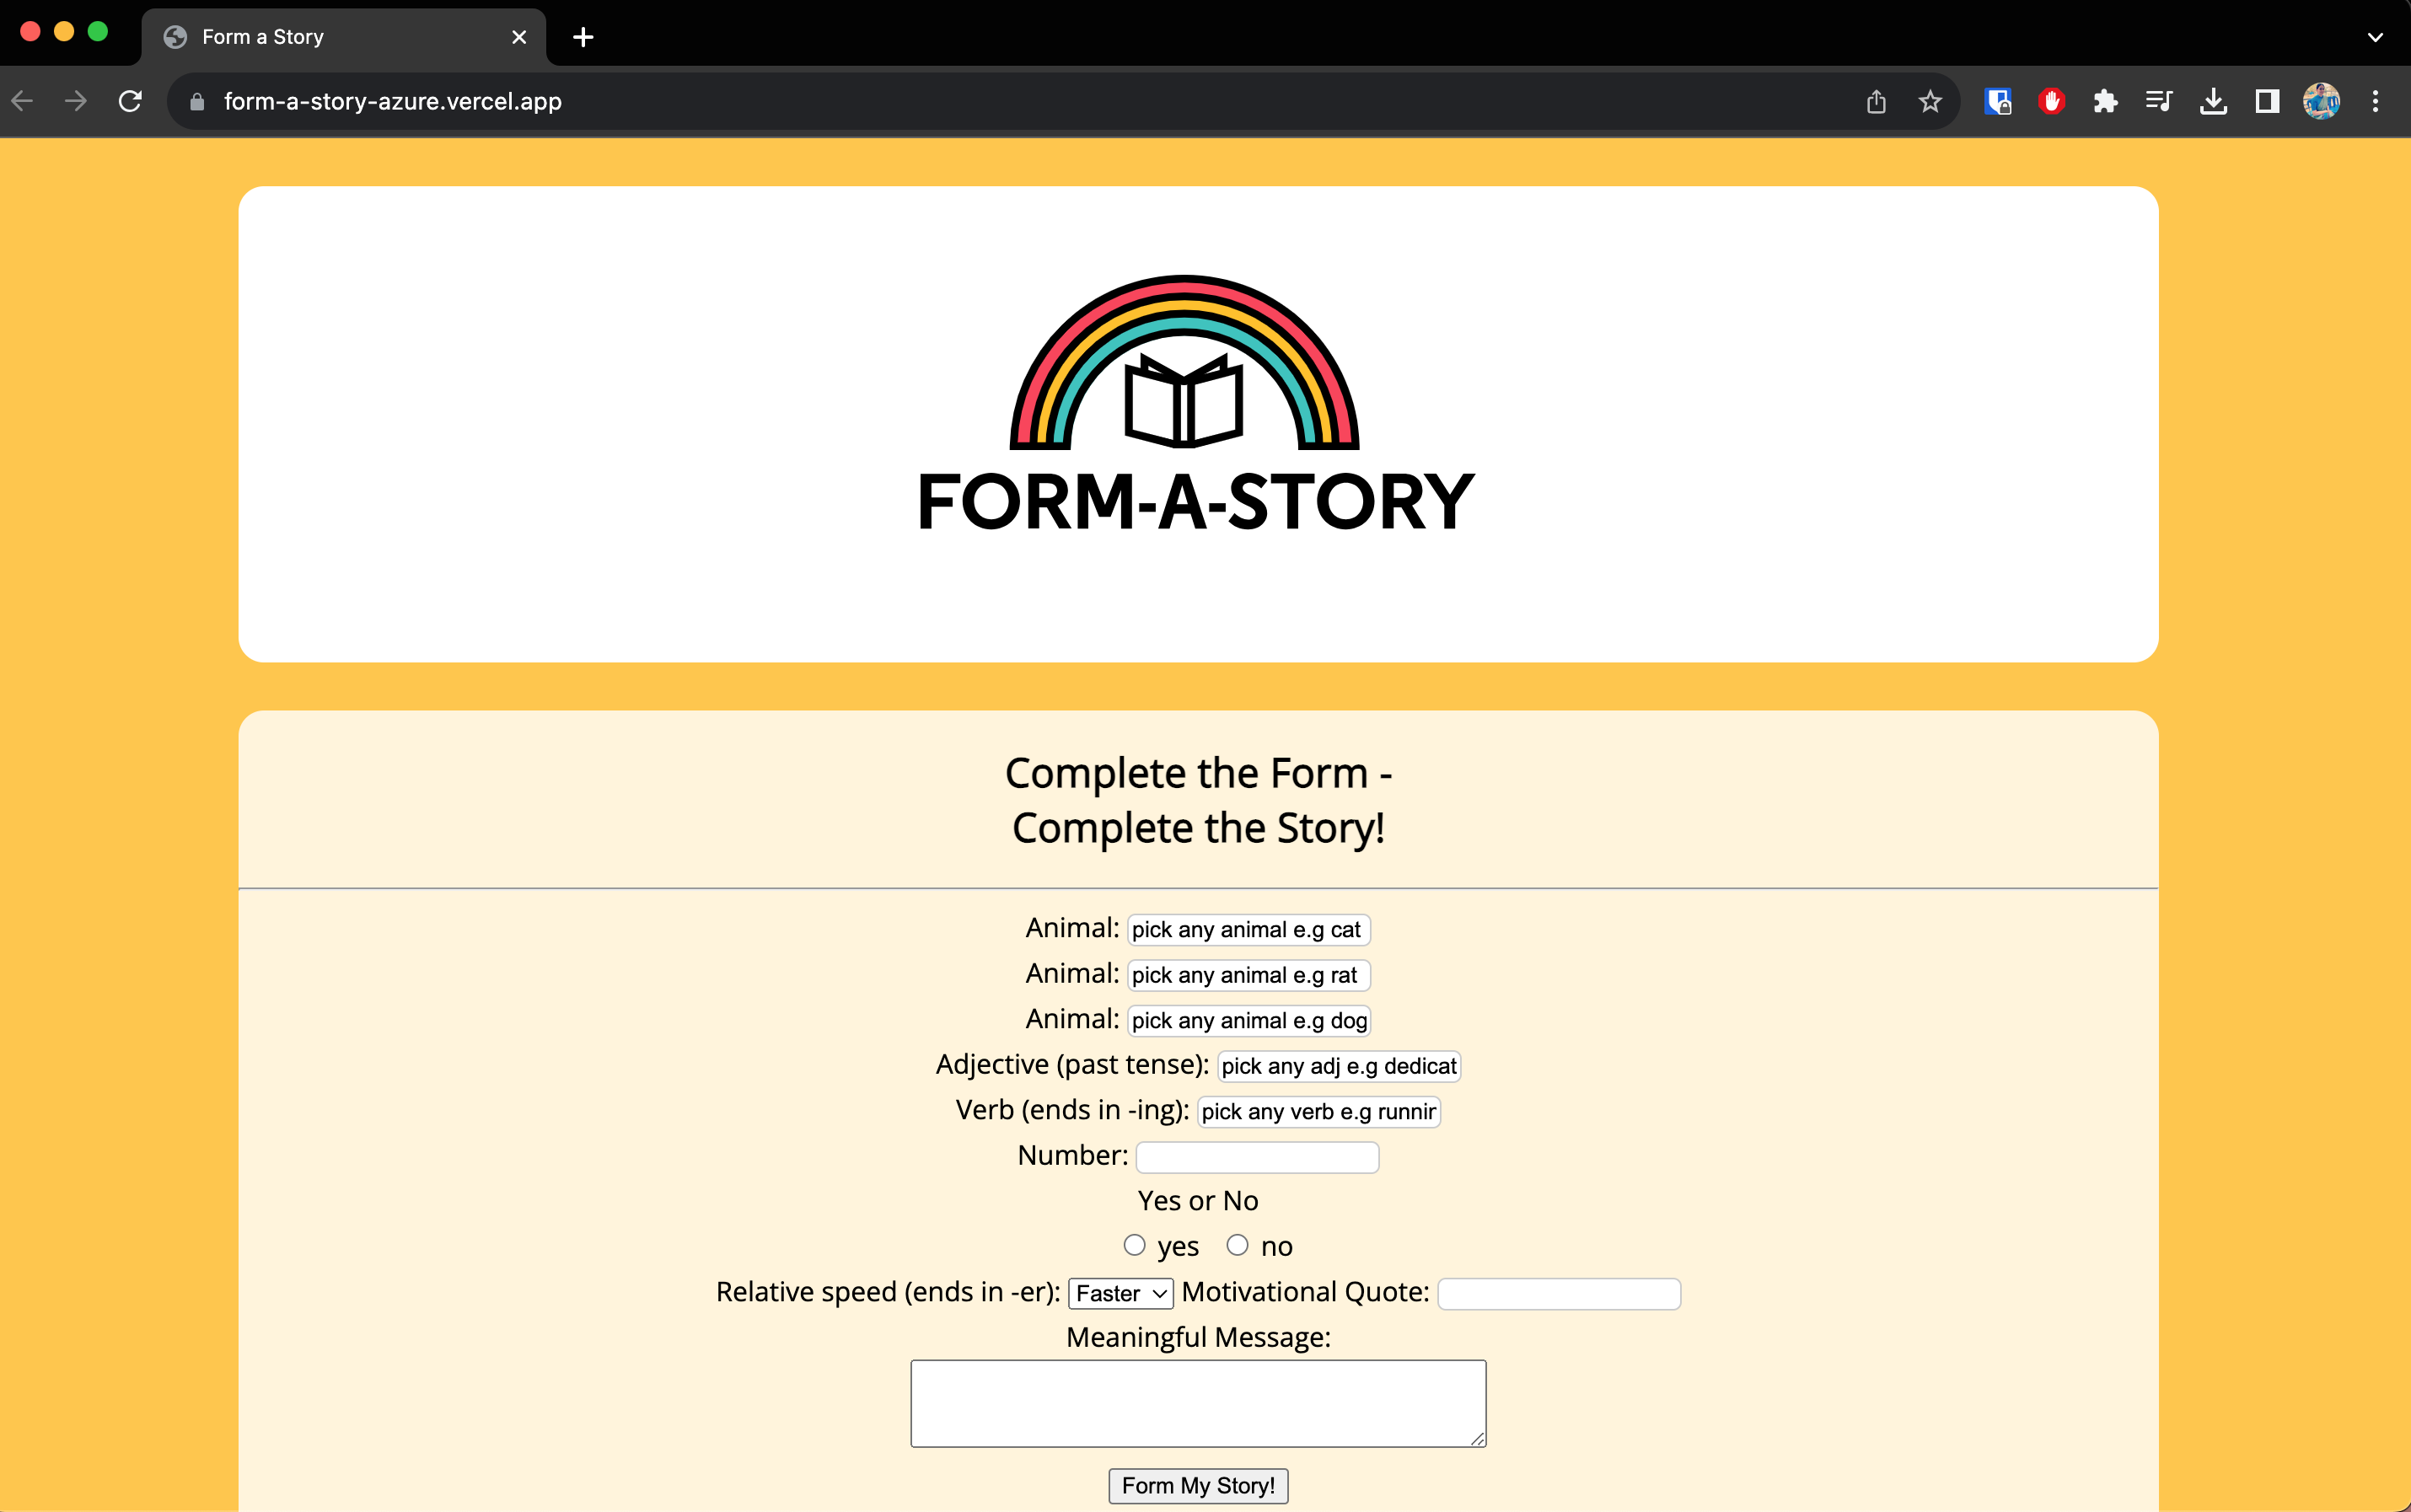 Form a Story
form-a-story-azure.vercel.app
FORM-A-STORY
Complete the Form -
Complete the Story!
Animal: pick any animal e.g cat
Animal: pick any animal e.g rat
Animal: pick any animal e.g dog
Adjective (past tense): pick any adj e.g dedicat
Verb (ends in -ing): pick any verb e.g runnin
Number:
Yes or No
yes no
Relative speed (ends in -er): Faster Motivational Quote:
Meaningful Message:
Form My Story!